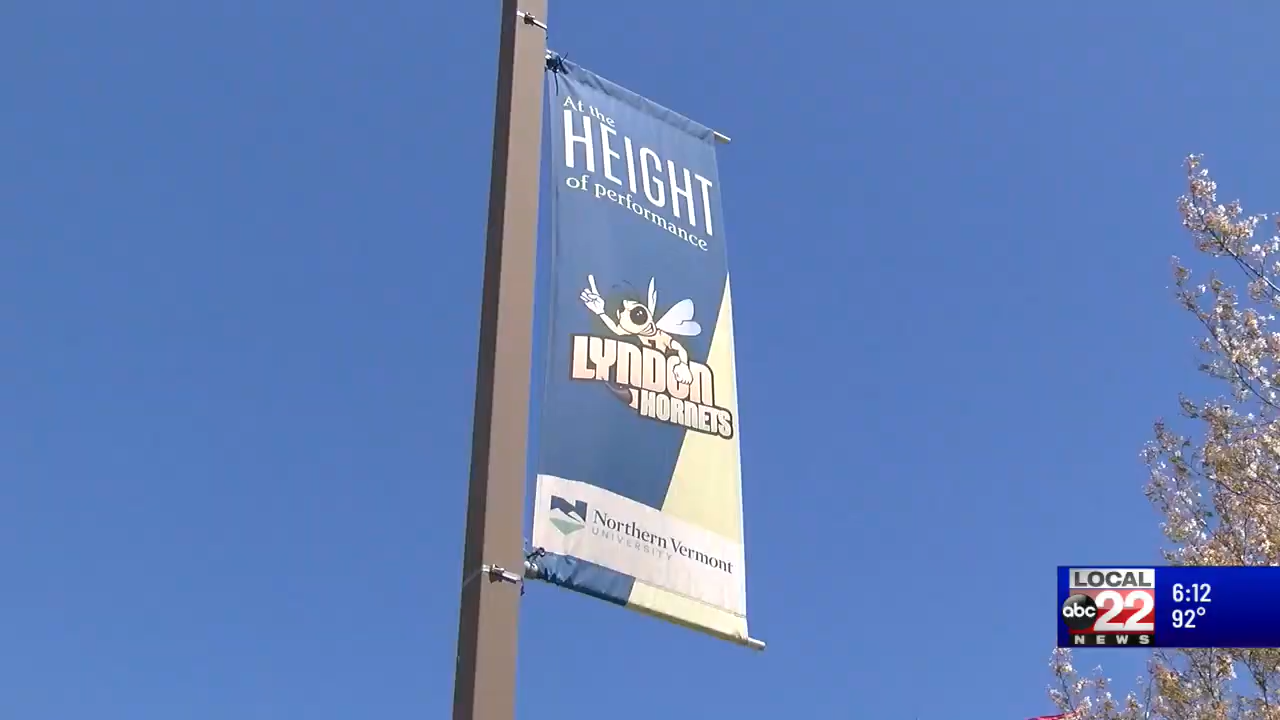 At the
HEIGHT
of performance
LYNDON
HORNETS
Northern Vermont
UNIVERSITY
LOCAL
abc 22
NEWS
6:12
92°